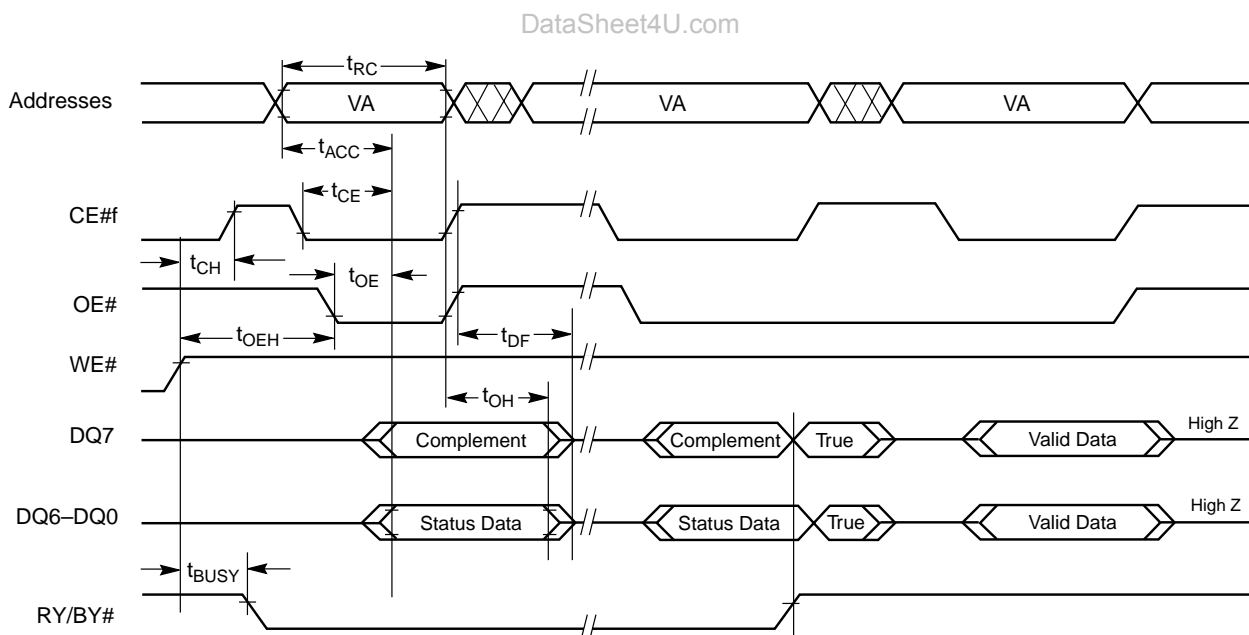 DataSheet4U.com
tRC
Addresses VA VA VA
tACC
tCE
CE#f
tCH tOE
OE#
tOEH tDF
WE#
tOH
DQ7 Complement Complement True Valid Data High Z
DQ6–DQ0 Status Data Status Data True Valid Data High Z
tBUSY
RY/BY#